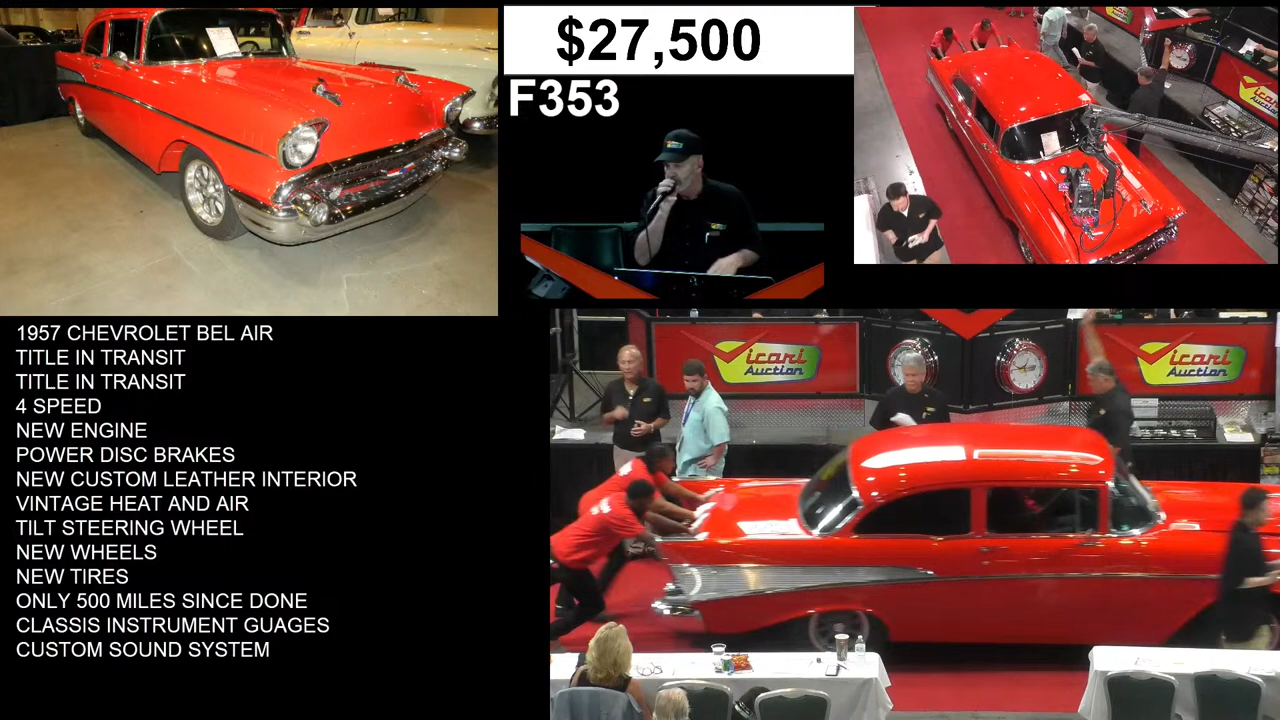 $27,500
F353
1957 CHEVROLET BEL AIR
TITLE IN TRANSIT
TITLE IN TRANSIT
4 SPEED
NEW ENGINE
POWER DISC BRAKES
NEW CUSTOM LEATHER INTERIOR
VINTAGE HEAT AND AIR
TILT STEERING WHEEL
NEW WHEELS
NEW TIRES
ONLY 500 MILES SINCE DONE
CLASSIS INSTRUMENT GUAGES
CUSTOM SOUND SYSTEM
Vicari
Auction
Vicari
Auction